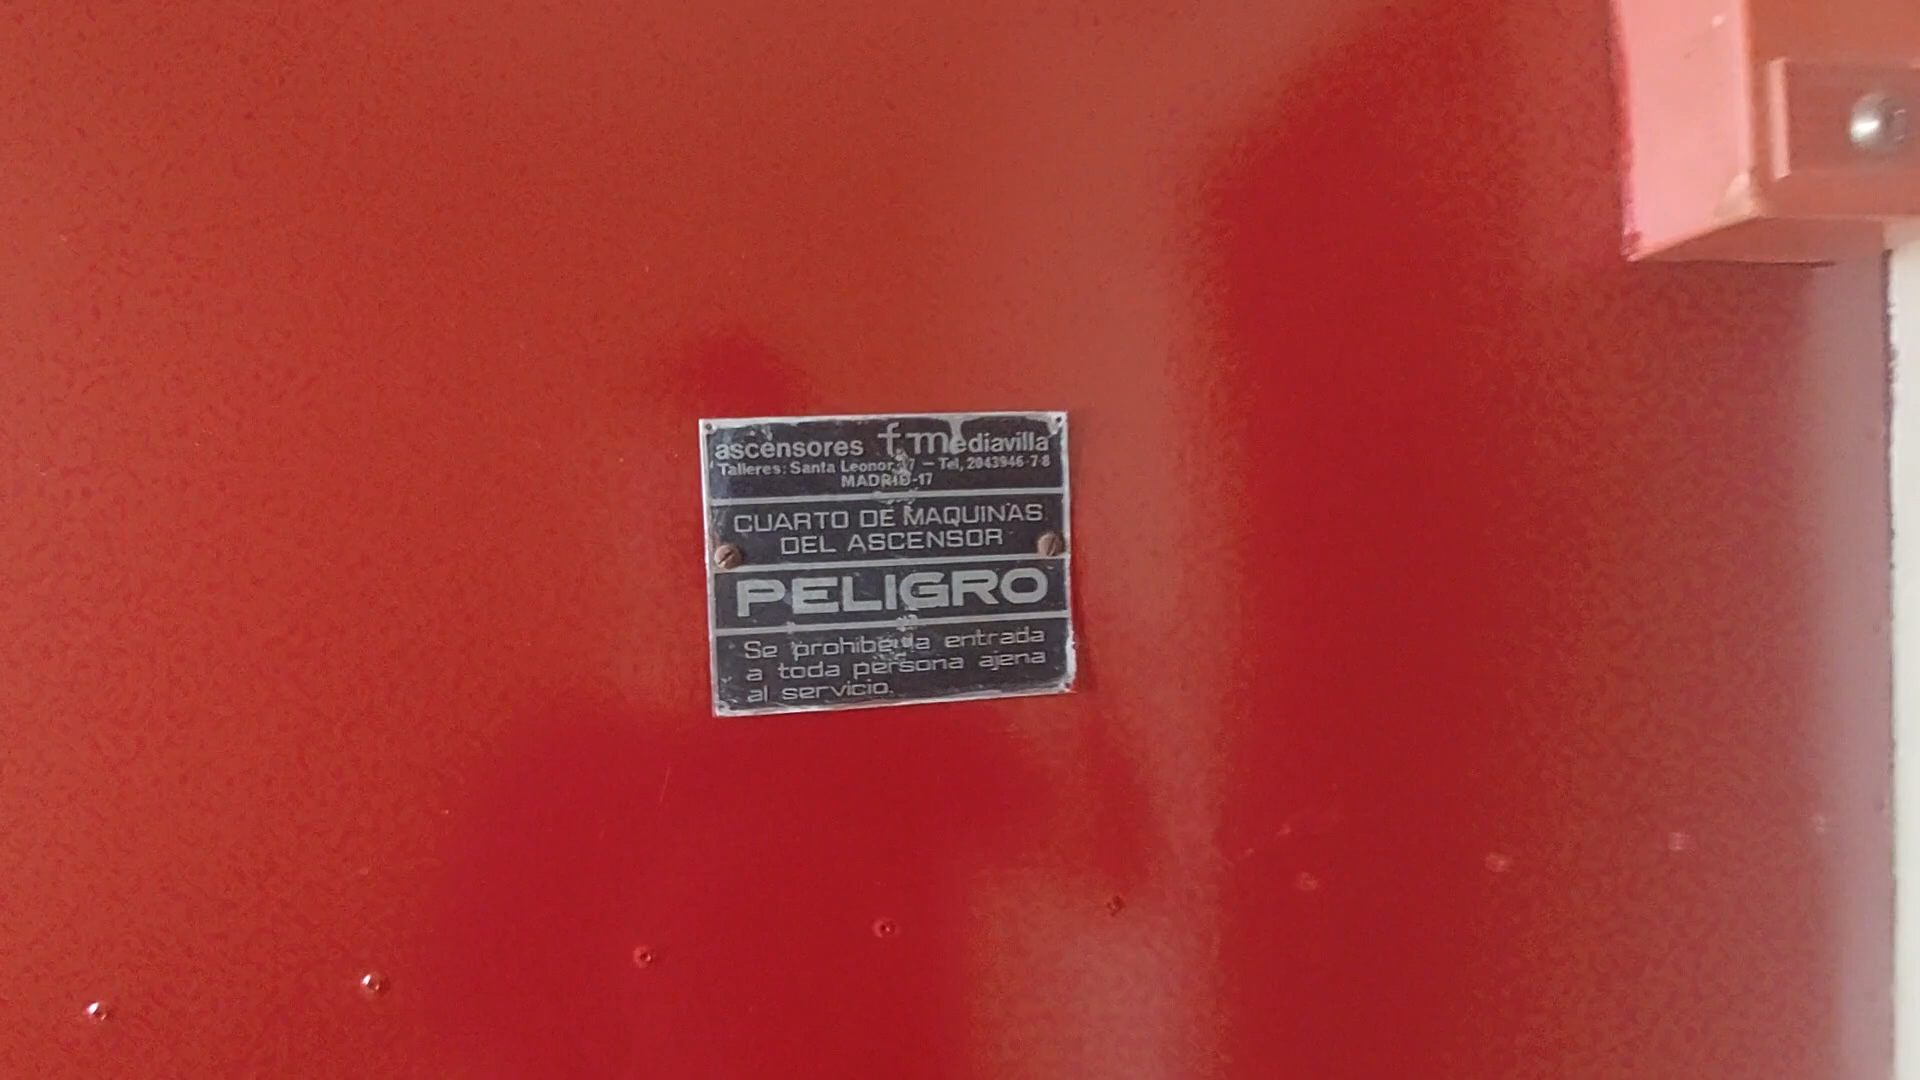 ascensores f. mediavilla
Talleres: Santa Leonor, - Tel, 2043946-7-8
MADRID-17
CUARTO DE MAQUINAS
DEL ASCENSOR
PELIGRO
Se prohibe la entrada
a toda persona ajena
al servicio.